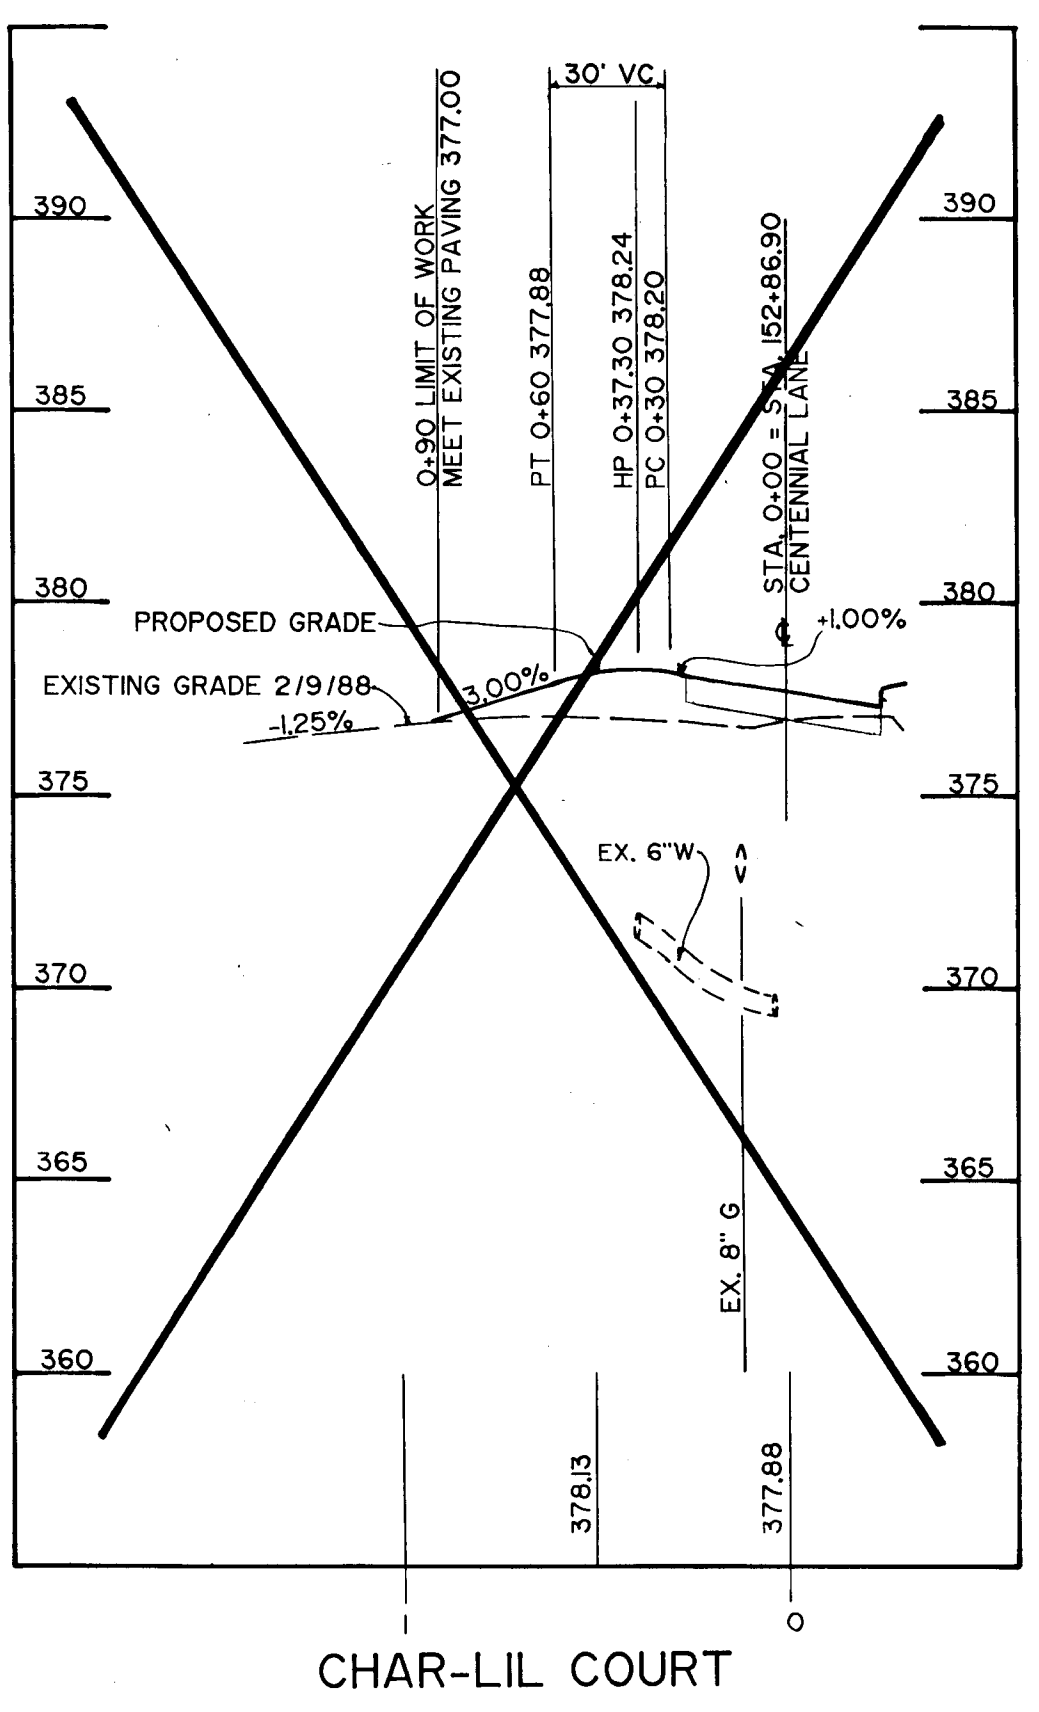 30' VC
0+90 LIMIT OF WORK
MEET EXISTING PAVING 377.00
PT 0+60 377.88
HP 0+37.30 378.24
PC 0+30 378.20
STA. 0+00 = STA. 152+86.90
CENTENNIAL LANE
390
390
385
385
380
380
PROPOSED GRADE
℄
+1.00%
EXISTING GRADE 2/9/88
3.00%
-1.25%
375
375
EX. 6"W
370
370
365
365
EX. 8" G
360
360
378.13
377.88
1
0
CHAR-LIL COURT